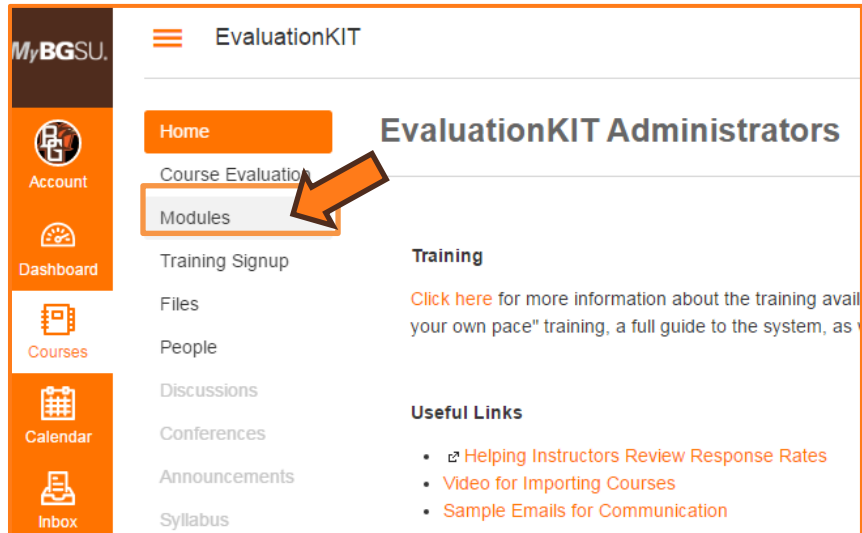 MyBGSU.
EvaluationKIT
Account
Dashboard
Courses
Calendar
Inbox
Home
Course Evaluation
Modules
Training Signup
Files
People
Discussions
Conferences
Announcements
Syllabus
EvaluationKIT Administrators
Training
Click here for more information about the training avail
your own pace" training, a full guide to the system, as
Useful Links
Helping Instructors Review Response Rates
Video for Importing Courses
Sample Emails for Communication